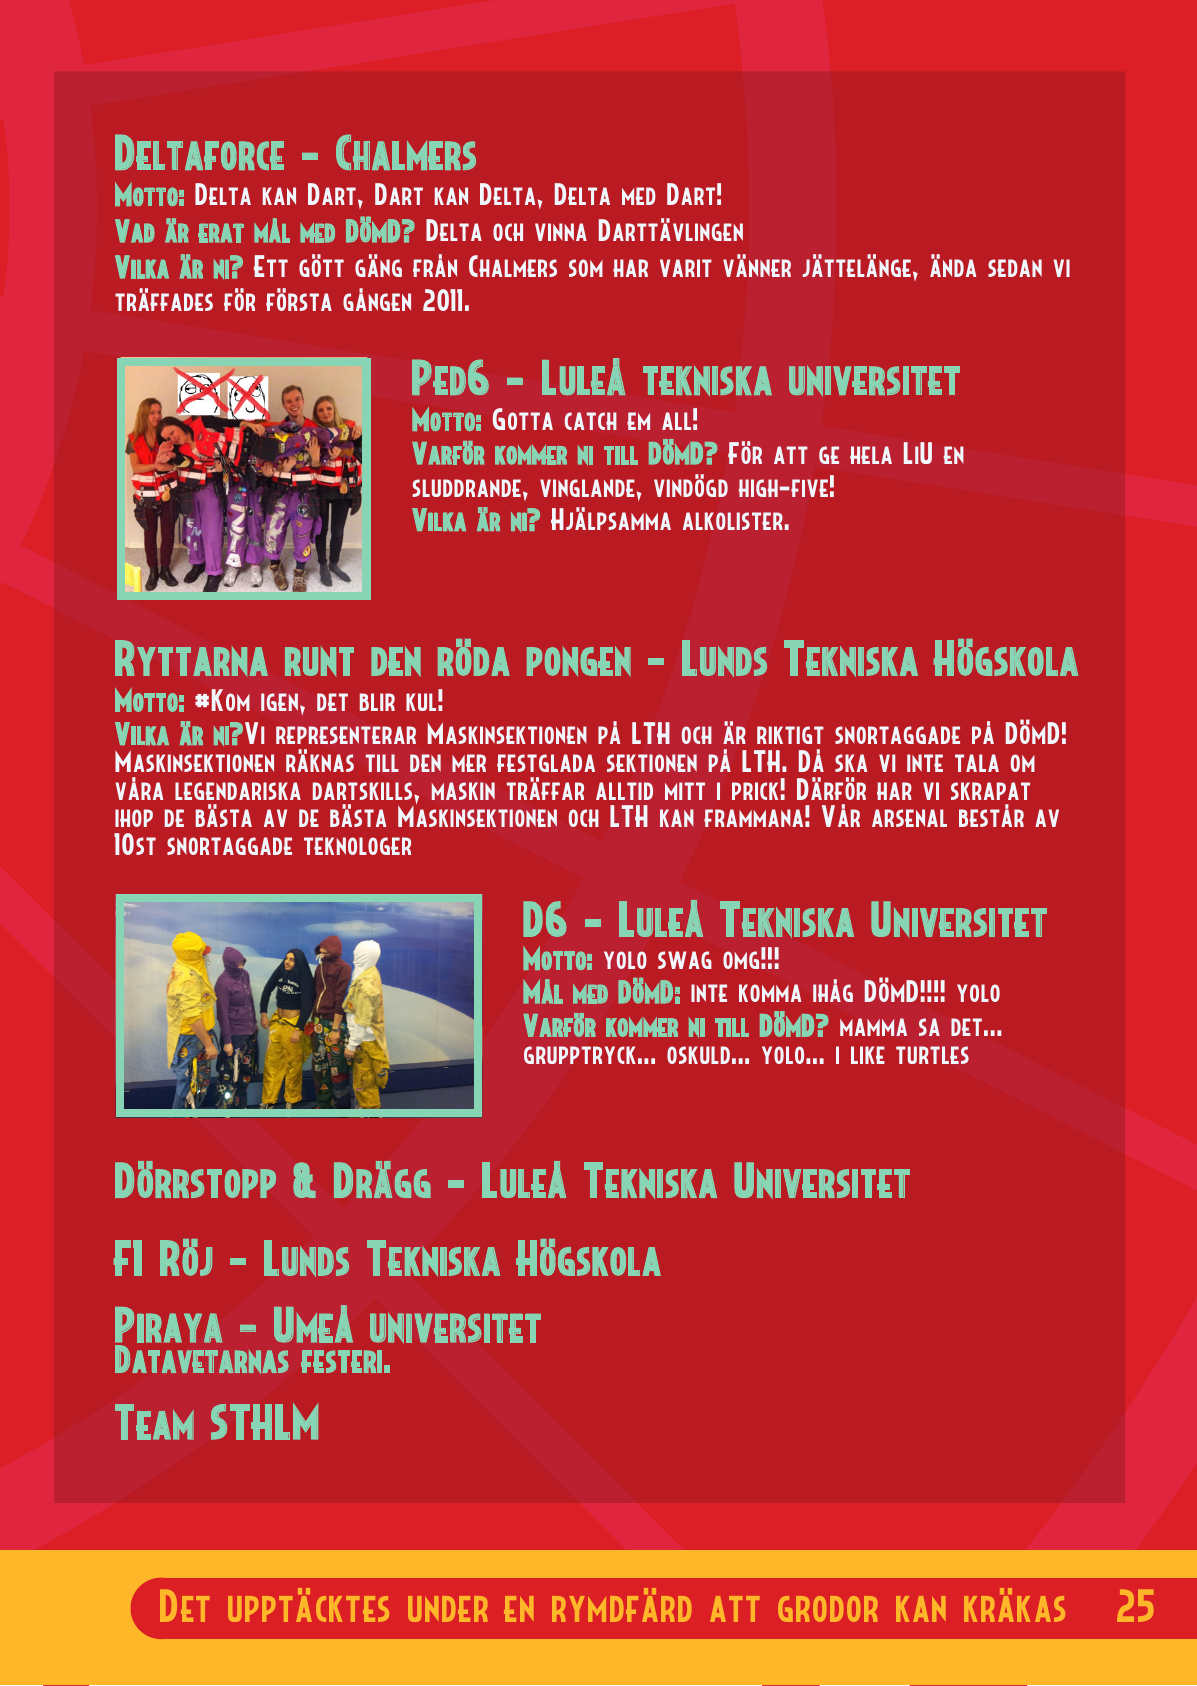 Deltaforce – Chalmers
Motto: Delta kan Dart, Dart kan Delta, Delta med Dart!
Vad är erat mål med DÖMD? Delta och vinna Darttävlingen
Vilka är ni? Ett gött gäng från Chalmers som har varit vänner jättelänge, ända sedan vi
träffades för första gången 2011.
Ped6 – Luleå tekniska universitet
Motto: Gotta catch em all!
Varför kommer ni till DÖMD? För att ge hela LiU en
sluddrande, vinglande, vindögd high-five!
Vilka är ni? Hjälpsamma alkolister.
Ryttarna runt den röda pongen – Lunds Tekniska Högskola
Motto: #Kom igen, det blir kul!
Vilka är ni?Vi representerar Maskinsektionen på LTH och är riktigt snortaggade på DömD!
Maskinsektionen räknas till den mer festglada sektionen på LTH. Då ska vi inte tala om
våra legendariska dartskills, maskin träffar alltid mitt i prick! Därför har vi skrapat
ihop de bästa av de bästa Maskinsektionen och LTH kan frammana! Vår arsenal består av
10st snortaggade teknologer
D6 – Luleå Tekniska Universitet
Motto: yolo swag omg!!!
Mål med DÖMD: inte komma ihåg DÖMD!!!! yolo
Varför kommer ni till DÖMD? mamma sa det...
grupptryck... oskuld... yolo... i like turtles
Dörrstopp & Drägg – Luleå Tekniska Universitet
F1 Röj – Lunds Tekniska Högskola
Piraya – Umeå universitet
Datavetarnas festeri.
Team STHLM
Det upptäcktes under en rymdfärd att grodor kan kräkas 25